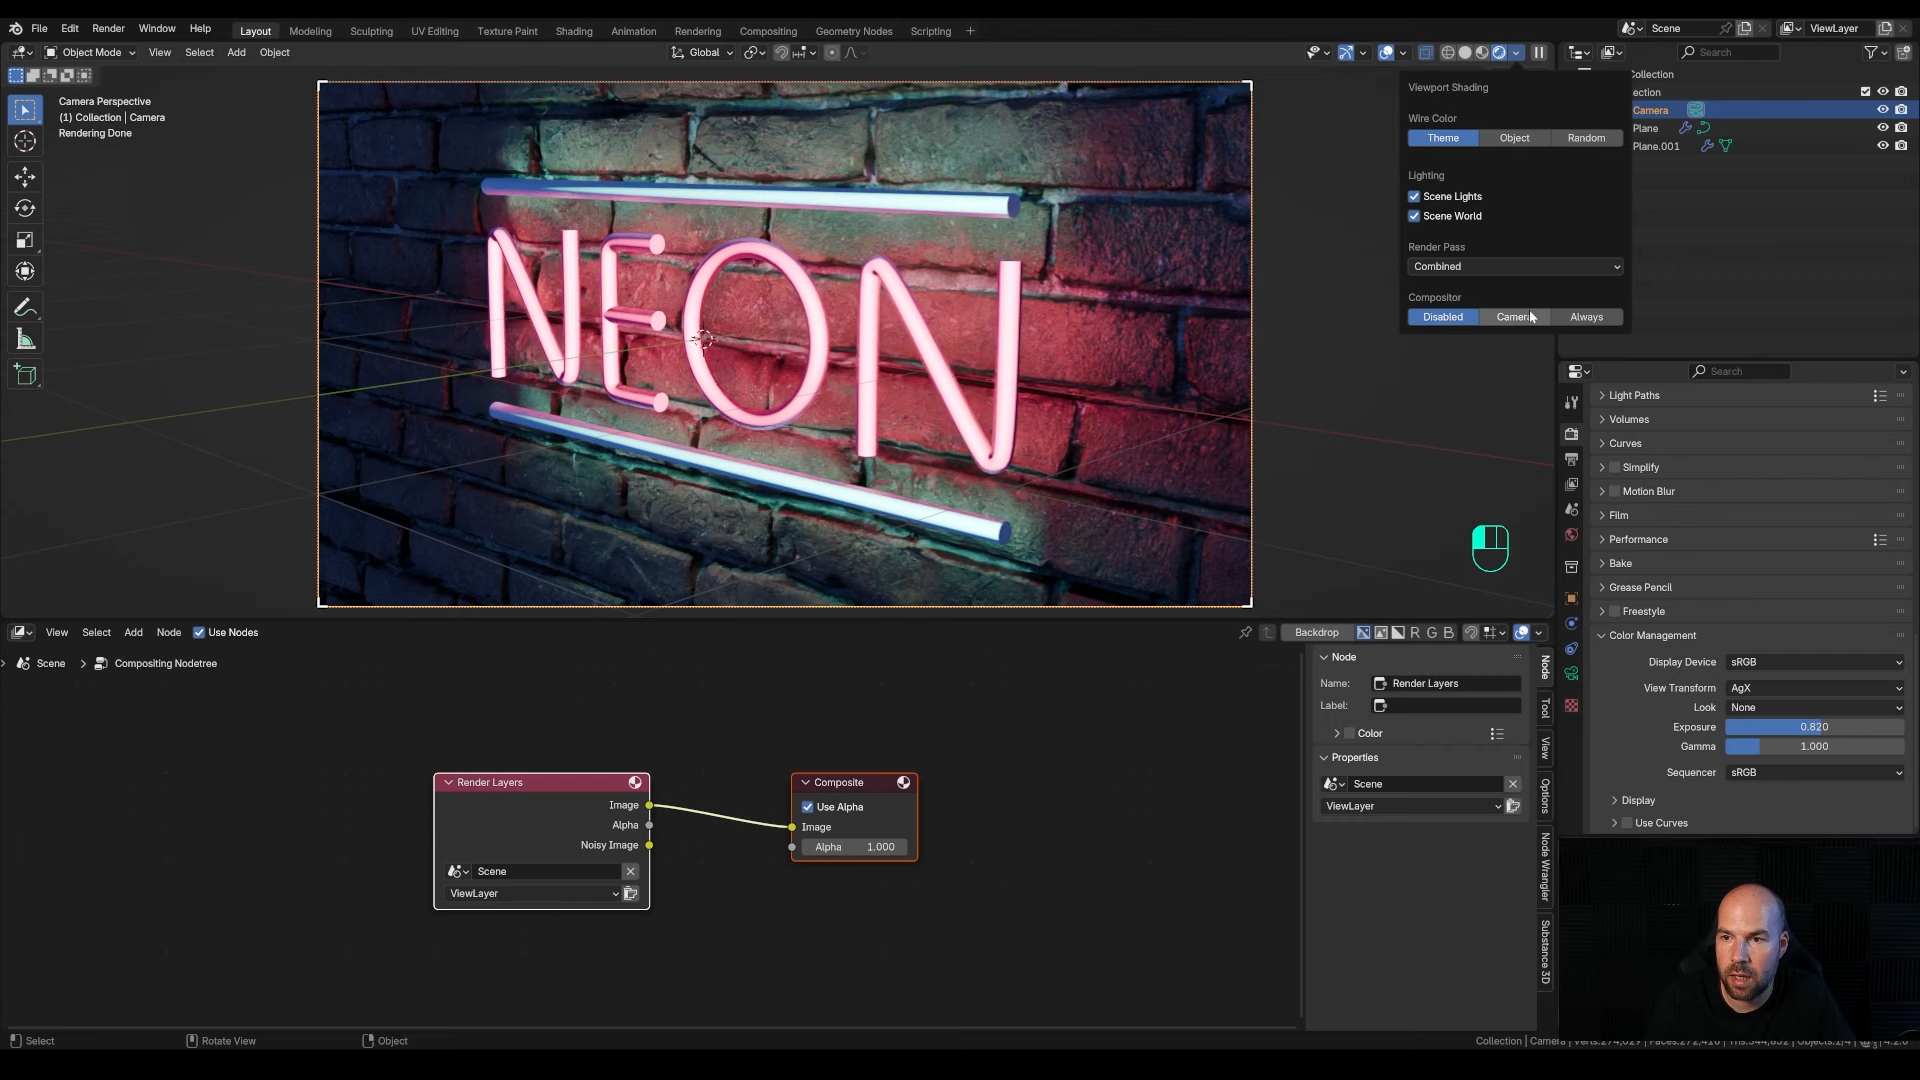 File Edit Render Window Help Layout Modeling Sculpting UV Editing Texture Paint Shading Animation Rendering Compositing Geometry Nodes Scripting + Scene ViewLayer
Object Mode View Select Add Object Global Search
Camera Perspective
(1) Collection | Camera
Rendering Done
NEON
Viewport Shading
Wire Color
Theme Object Random
Lighting
Scene Lights
Scene World
Render Pass
Combined
Compositor
Disabled Camera Always
Collection
ection
Camera
Plane
Plane.001
Search
Light Paths
Volumes
Curves
Simplify
Motion Blur
Film
Performance
Bake
Grease Pencil
Freestyle
Color Management
Display Device sRGB
View Transform AgX
Look None
Exposure 0.820
Gamma 1.000
Sequencer sRGB
Display
Use Curves
View Select Add Node Use Nodes Backdrop R G B
Scene Compositing Nodetree
Render Layers
Image
Alpha
Noisy Image
Scene
ViewLayer
Composite
Use Alpha
Image
Alpha 1.000
Node
Name: Render Layers
Label:
Color
Properties
Scene
ViewLayer
Node
Tool
View
Options
Node Wrangler
Substance 3D
Select Rotate View Object
Collection | Camera